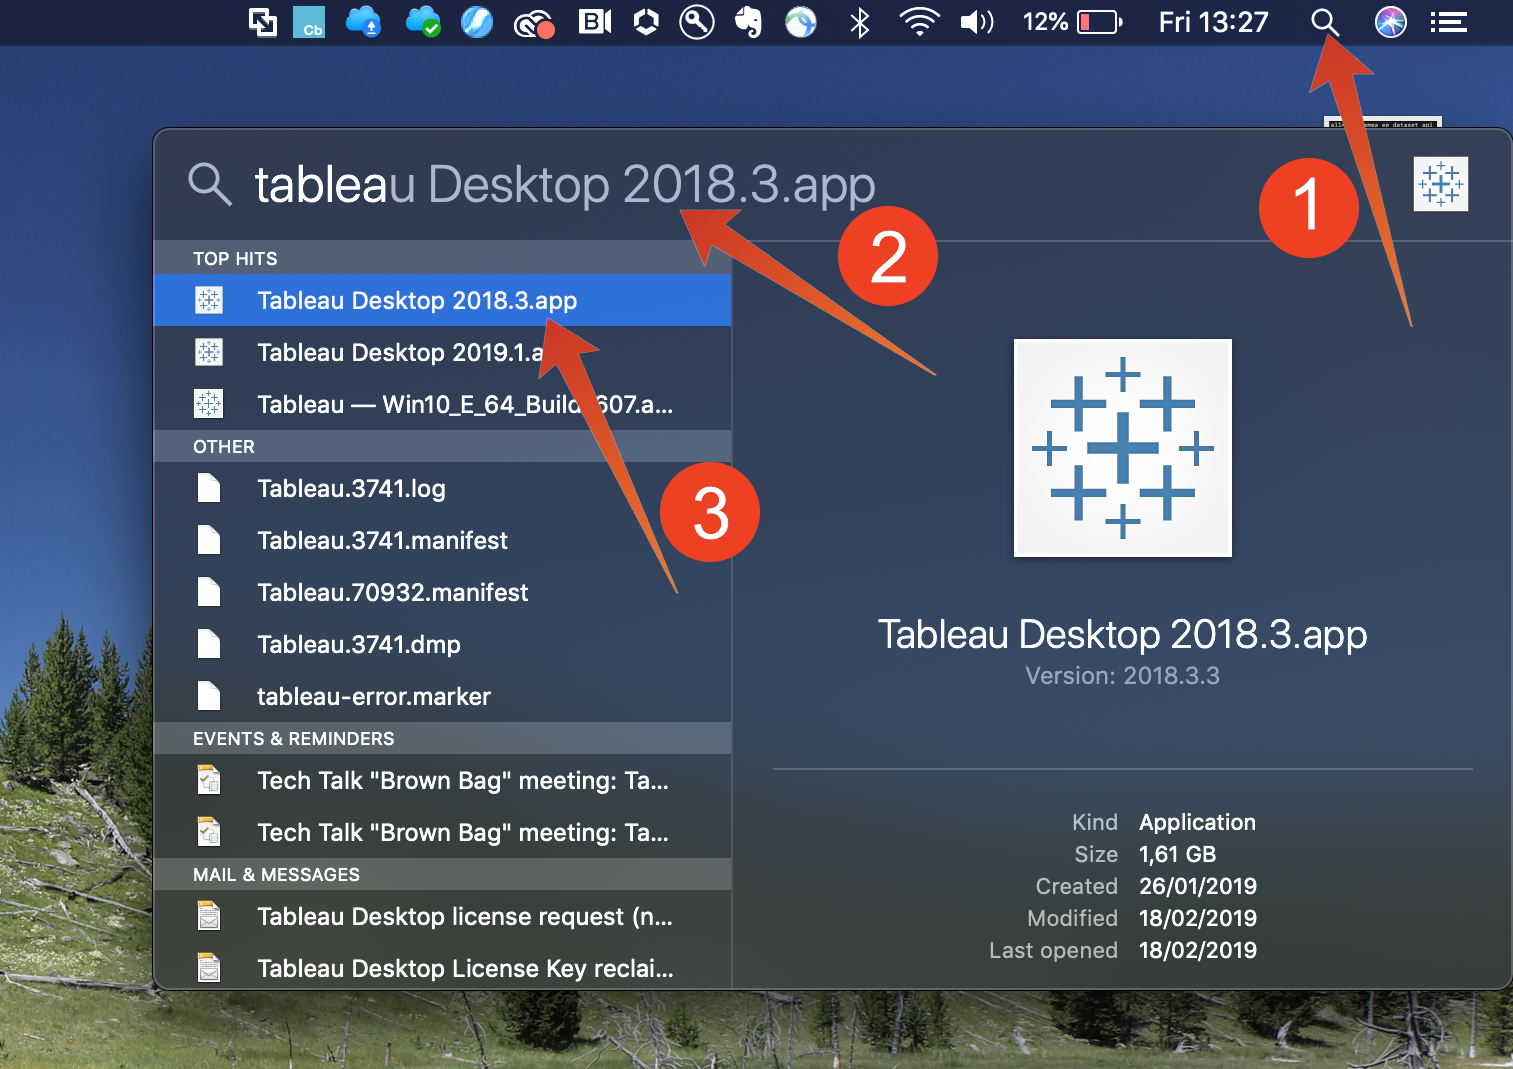 Cb
B
12%
Fri 13:27
tableau Desktop 2018.3.app
1
2
TOP HITS
Tableau Desktop 2018.3.app
Tableau Desktop 2019.1.a
Tableau — Win10_E_64_Build 607.a...
OTHER
Tableau.3741.log
3
Tableau.3741.manifest
Tableau.70932.manifest
Tableau.3741.dmp
tableau-error.marker
EVENTS & REMINDERS
Tech Talk "Brown Bag" meeting: Ta...
Tech Talk "Brown Bag" meeting: Ta...
MAIL & MESSAGES
Tableau Desktop license request (n...
Tableau Desktop License Key reclai...
Tableau Desktop 2018.3.app
Version: 2018.3.3
Kind Application
Size 1,61 GB
Created 26/01/2019
Modified 18/02/2019
Last opened 18/02/2019